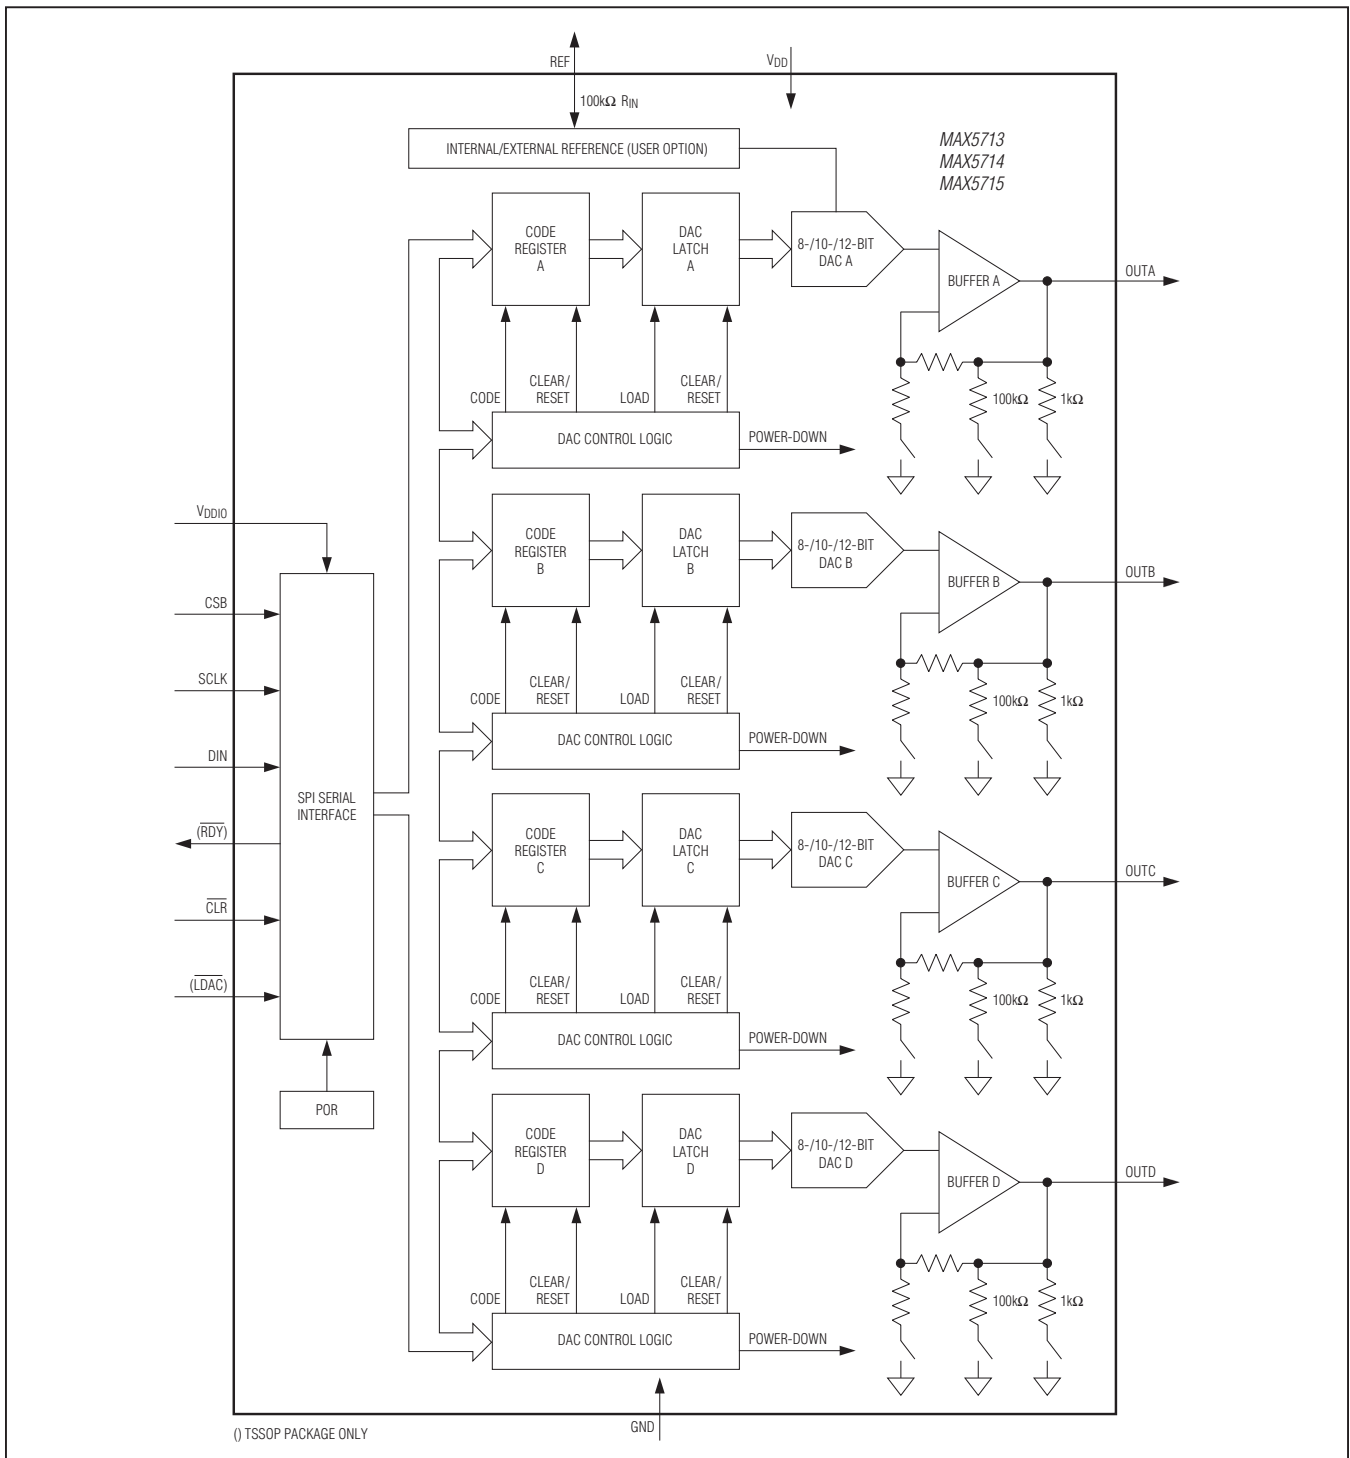 REF
V_DD
100kΩ R_IN
INTERNAL/EXTERNAL REFERENCE (USER OPTION)
MAX5713
MAX5714
MAX5715
CODE
REGISTER
A
DAC
LATCH
A
8-/10-/12-BIT
DAC A
BUFFER A
OUTA
CODE
CLEAR/
RESET
LOAD
CLEAR/
RESET
100kΩ
1kΩ
DAC CONTROL LOGIC
POWER-DOWN
V_DDIO
CODE
REGISTER
B
DAC
LATCH
B
8-/10-/12-BIT
DAC B
BUFFER B
OUTB
CSB
SCLK
CODE
CLEAR/
RESET
LOAD
CLEAR/
RESET
100kΩ
1kΩ
DAC CONTROL LOGIC
POWER-DOWN
DIN
SPI SERIAL
INTERFACE
(RDY)
CODE
REGISTER
C
DAC
LATCH
C
8-/10-/12-BIT
DAC C
BUFFER C
OUTC
CLR
(LDAC)
CODE
CLEAR/
RESET
LOAD
CLEAR/
RESET
100kΩ
1kΩ
DAC CONTROL LOGIC
POWER-DOWN
POR
CODE
REGISTER
D
DAC
LATCH
D
8-/10-/12-BIT
DAC D
BUFFER D
OUTD
CODE
CLEAR/
RESET
LOAD
CLEAR/
RESET
100kΩ
1kΩ
DAC CONTROL LOGIC
POWER-DOWN
GND
() TSSOP PACKAGE ONLY